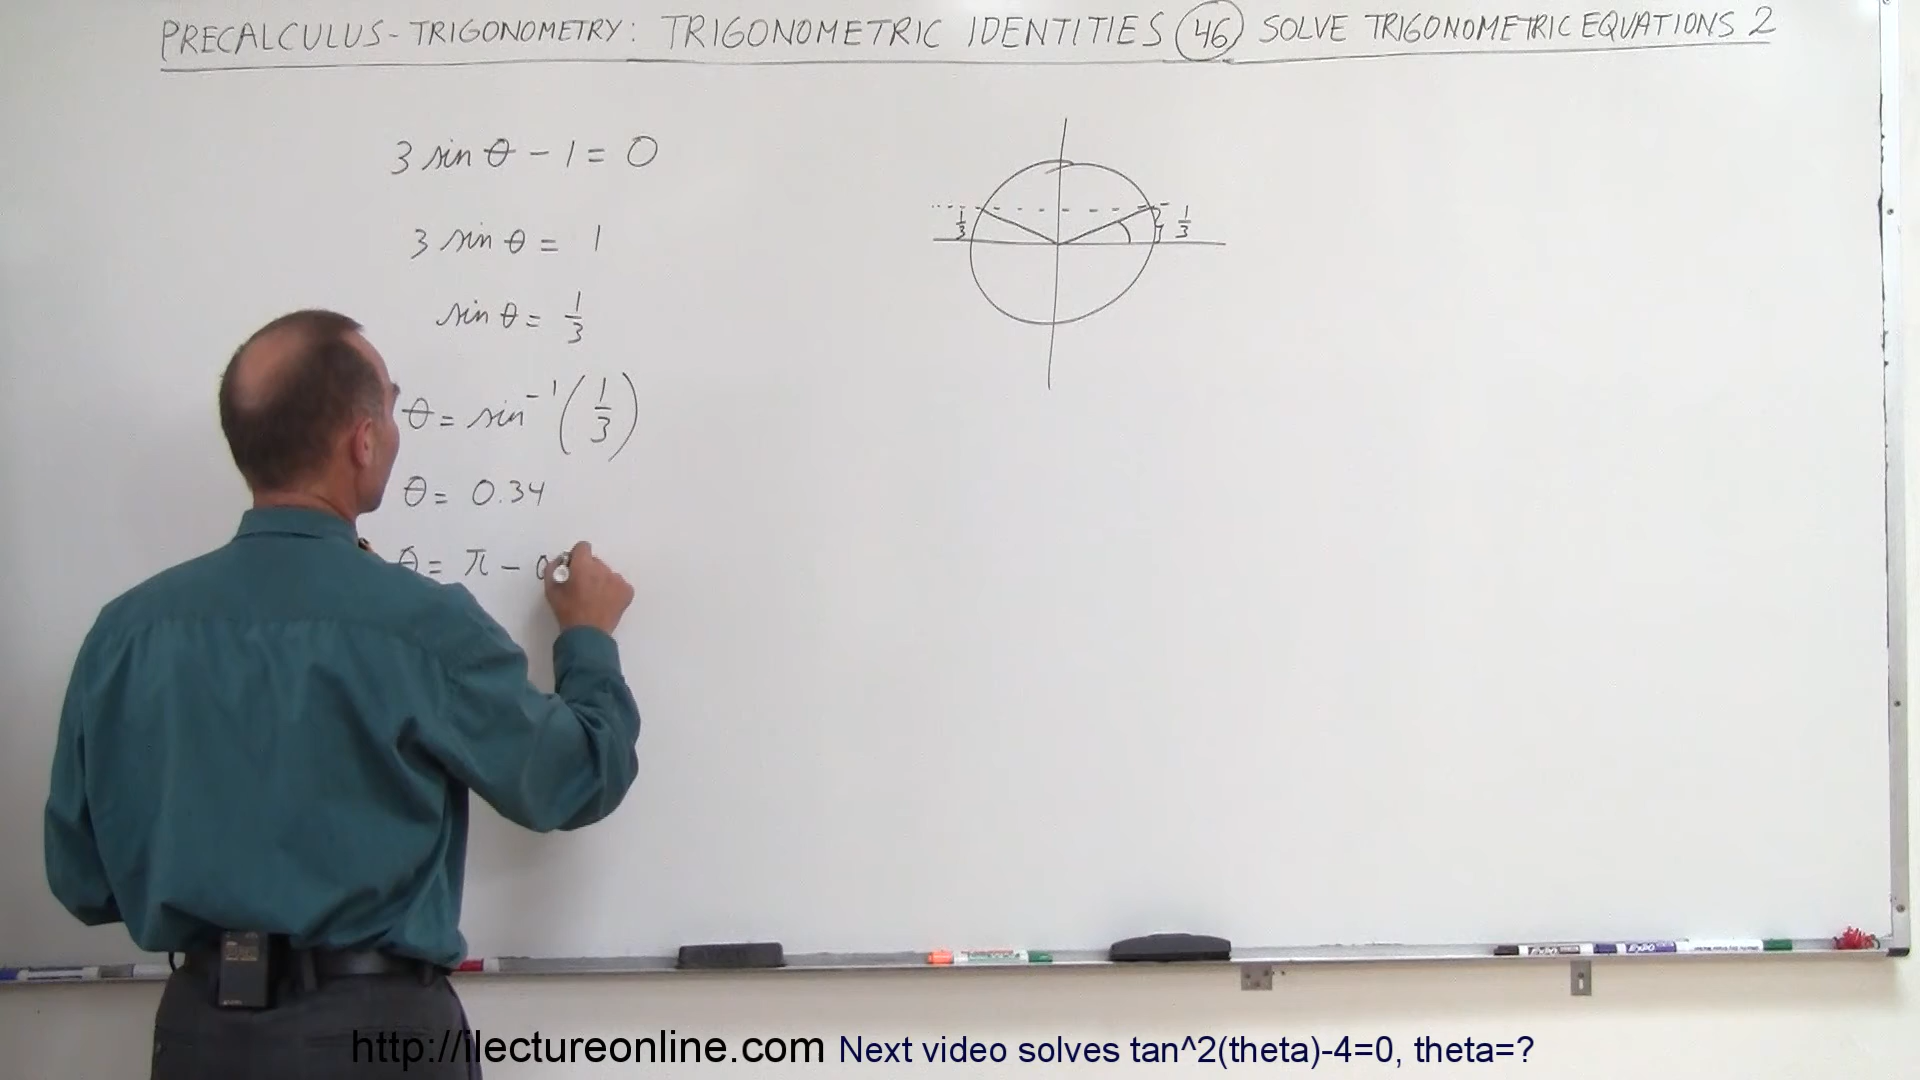 PRECALCULUS - TRIGONOMETRY: TRIGONOMETRIC IDENTITIES 46 SOLVE TRIGONOMETRIC EQUATIONS 2
3 sin θ - 1 = 0
3 sin θ = 1
sin θ = 1/3
θ = sin⁻¹(1/3)
θ = 0.34
θ = π - 0
1/3
1/3
http://ilectureonline.com Next video solves tan^2(theta)-4=0, theta=?